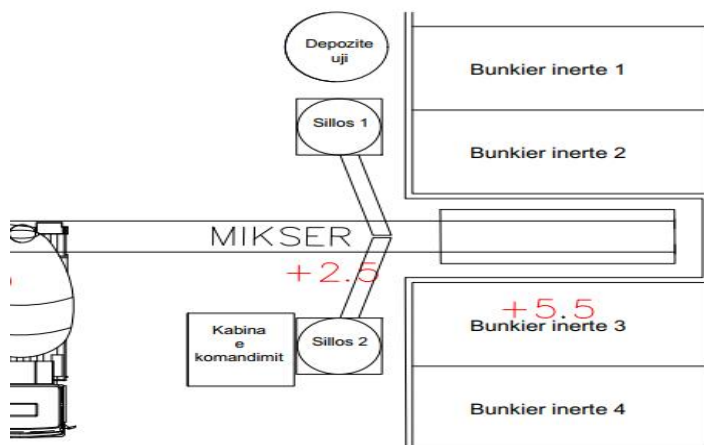 Depozite
uji
Bunkier inerte 1
Sillos 1
Bunkier inerte 2
MIKSER
+2.5
+5.5
Bunkier inerte 3
Kabina
e
komandimit
Sillos 2
Bunkier inerte 4